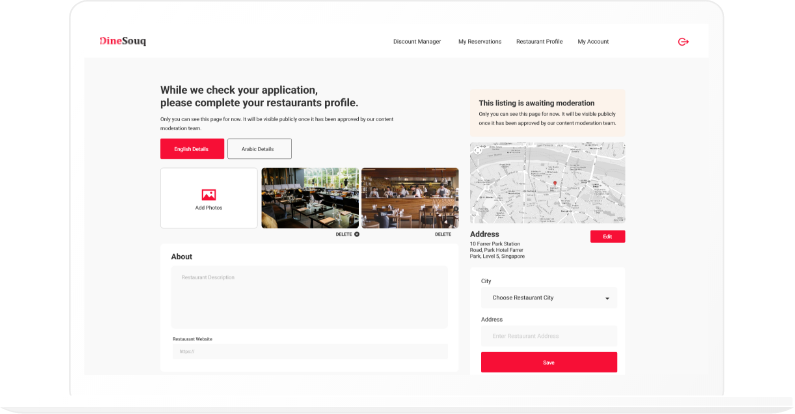 DineSouq
Discount Manager
My Reservations
Restaurant Profile
My Account
While we check your application,
please complete your restaurants profile.
Only you can see this page for now. It will be visible publicly once it has been approved by our content
moderation team.
English Details
Arabic Details
Add Photos
DELETE
DELETE
About
Restaurant Description
Restaurant Website
This listing is awaiting moderation
Only you can see this page for now. It will be visible publicly
once it has been approved by our content moderation team.
Address
10 Farrer Park Station
Road, Park Hotel Farrer
Park, Level 5, Singapore
Edit
City
Choose Restaurant City
Address
Enter Restaurant Address
Save